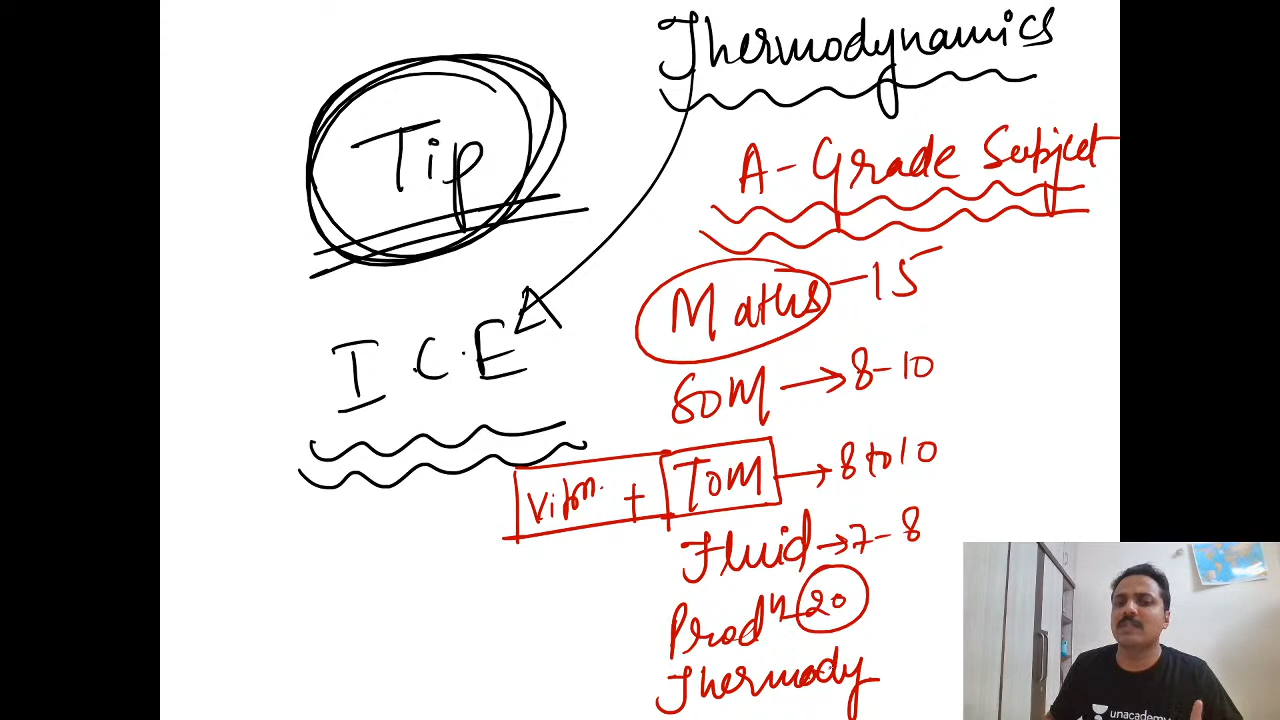 Thermodynamics
Tip
A-Grade Subject
Maths - 15
I.C.E
SOM → 8-10
+ TOM → 8 to 10
Fluid → 7-8
Prodn - 20
Thermody
unacademy